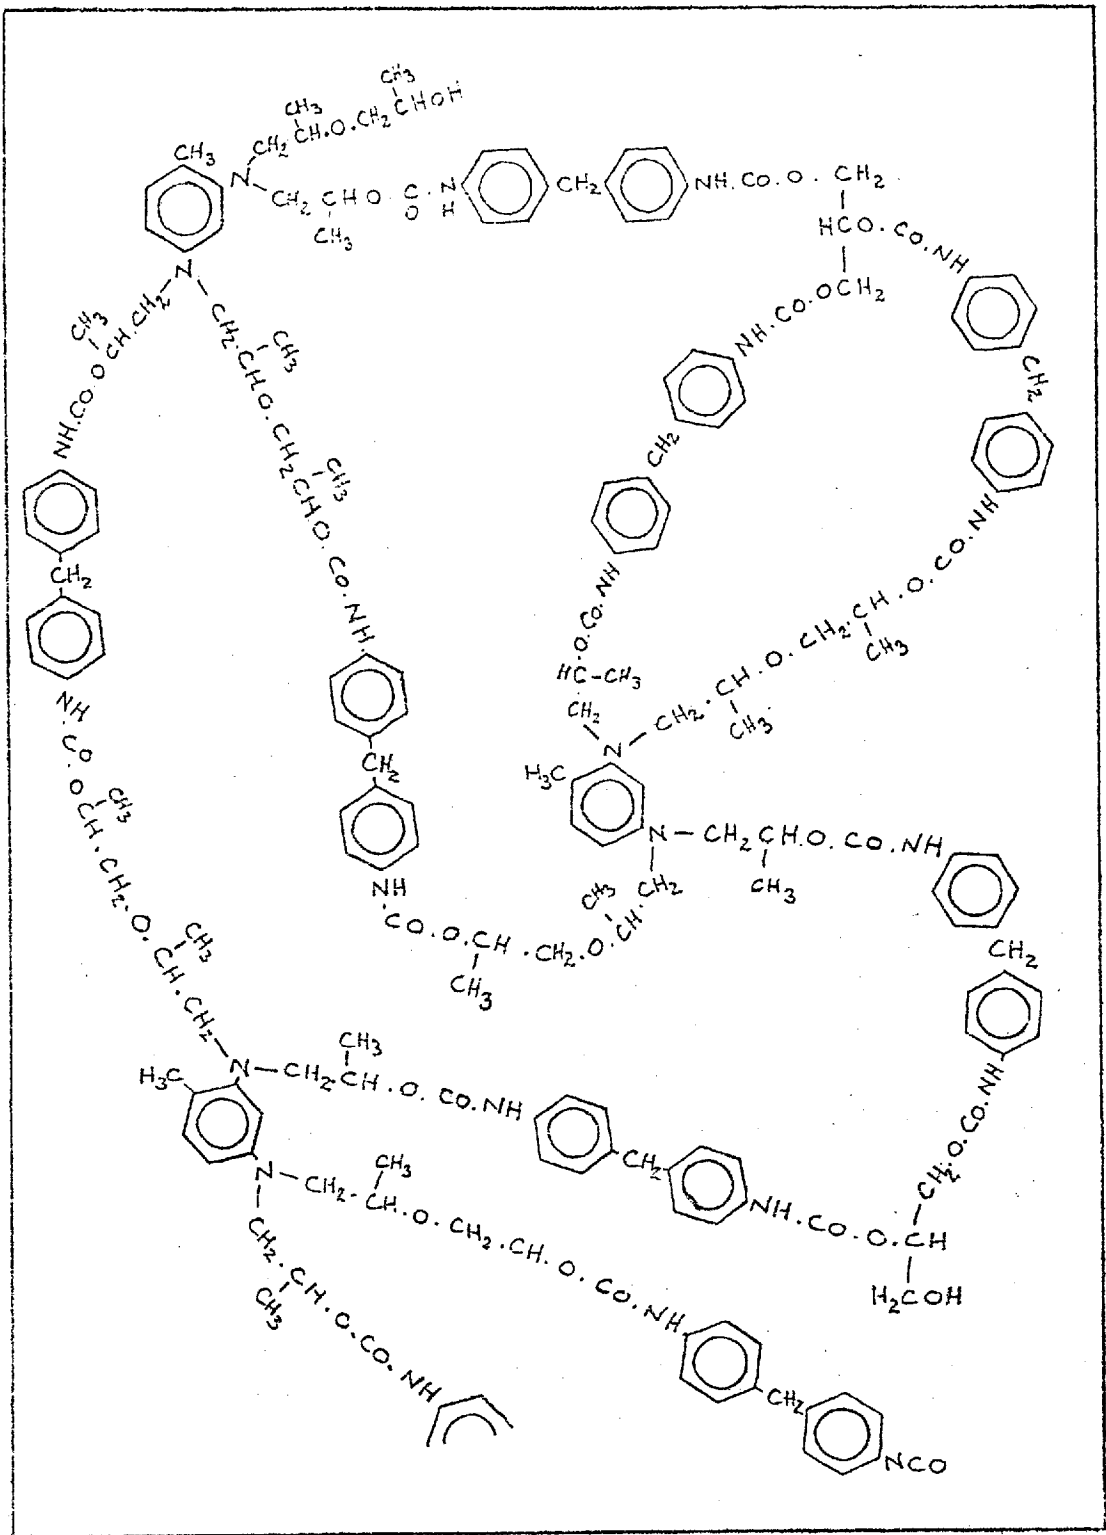 CH3
CH3
CH2 CH.O.CH2 CHOH
CH3
N CH2 CHO C.N CH2 NH.CO.O.CH2
CH3 O H
HCO.CO.NH
OCH2
N
CH2.CH O.CO.NH
CH3
CH2.CHO.CH2CHO.CO.NH
CH3
CH3
NH.CO.O
CH2
CH2
CH2
NH
CO.O.CH.CH2.O.CH.CH2
CH3
CH3
NH
CH2
NH.CO.O.CH.CH2.O.CH.CH2
CH3
CH3
NH
.CO.O.
HC-CH3
CH2
N
H3C
N-CH2CH.O.CO.NH
CH3
CH2
NH
CO.O.CH.CH2.O.CH
CH3
CH3
CH2
CH2
NH
CO.
O.
CH2
H3C
N-CH2CH.O.CO.NH
CH3
CH2
NH.CO.O.CH
H2COH
N-CH2.CH.O.CH2.CH.O.CO.NH
CH3
CH2
NCO
CH2.CH.O.CO.NH
CH3